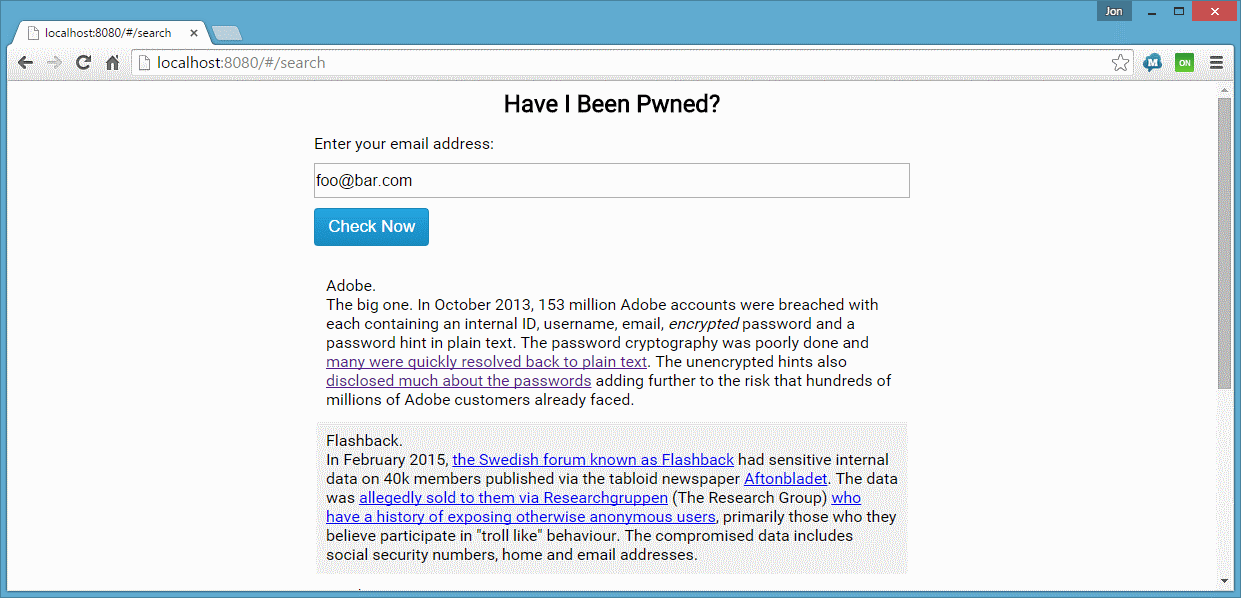 Jon
localhost:8080/#/search
localhost:8080/#/search
M
ON
Have I Been Pwned?
Enter your email address:
foo@bar.com
Check Now
Adobe.
The big one. In October 2013, 153 million Adobe accounts were breached with
each containing an internal ID, username, email, encrypted password and a
password hint in plain text. The password cryptography was poorly done and
many were quickly resolved back to plain text. The unencrypted hints also
disclosed much about the passwords adding further to the risk that hundreds of
millions of Adobe customers already faced.
Flashback.
In February 2015, the Swedish forum known as Flashback had sensitive internal
data on 40k members published via the tabloid newspaper Aftonbladet. The data
was allegedly sold to them via Researchgruppen (The Research Group) who
have a history of exposing otherwise anonymous users, primarily those who they
believe participate in "troll like" behaviour. The compromised data includes
social security numbers, home and email addresses.